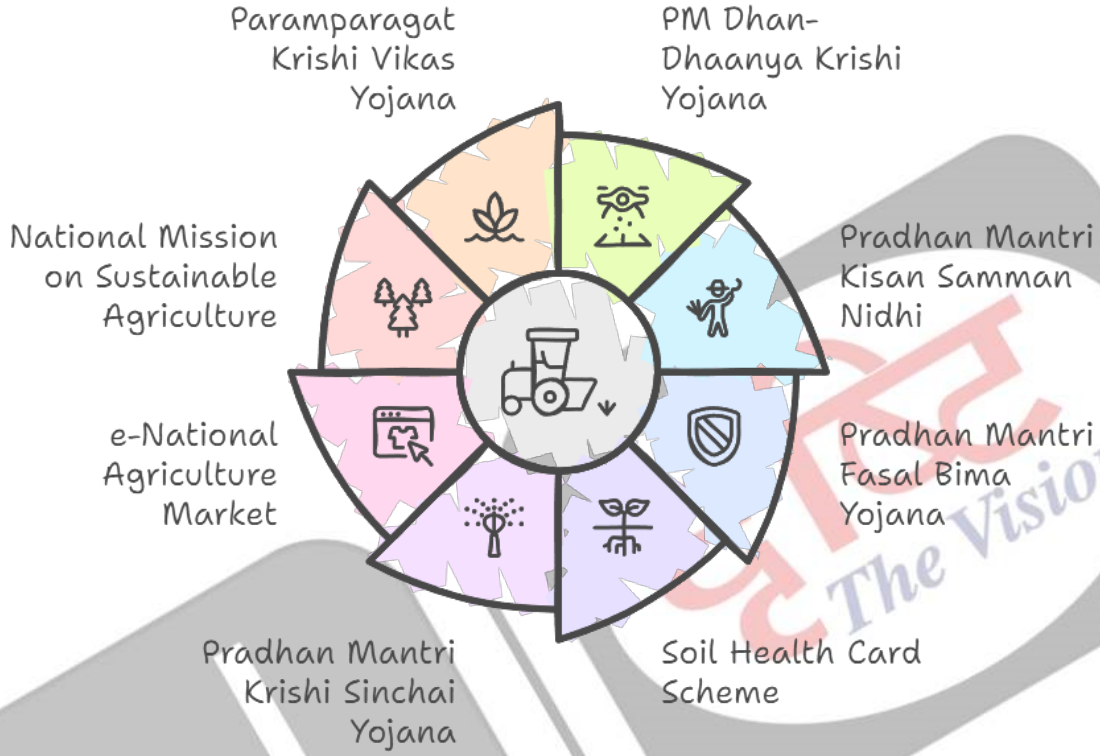 Paramparagat
Krishi Vikas
Yojana
PM Dhan-
Dhaanya Krishi
Yojana
Pradhan Mantri
Kisan Samman
Nidhi
Pradhan Mantri
Fasal Bima
Yojana
Soil Health Card
Scheme
Pradhan Mantri
Krishi Sinchai
Yojana
e-National
Agriculture
Market
National Mission
on Sustainable
Agriculture
The Vision